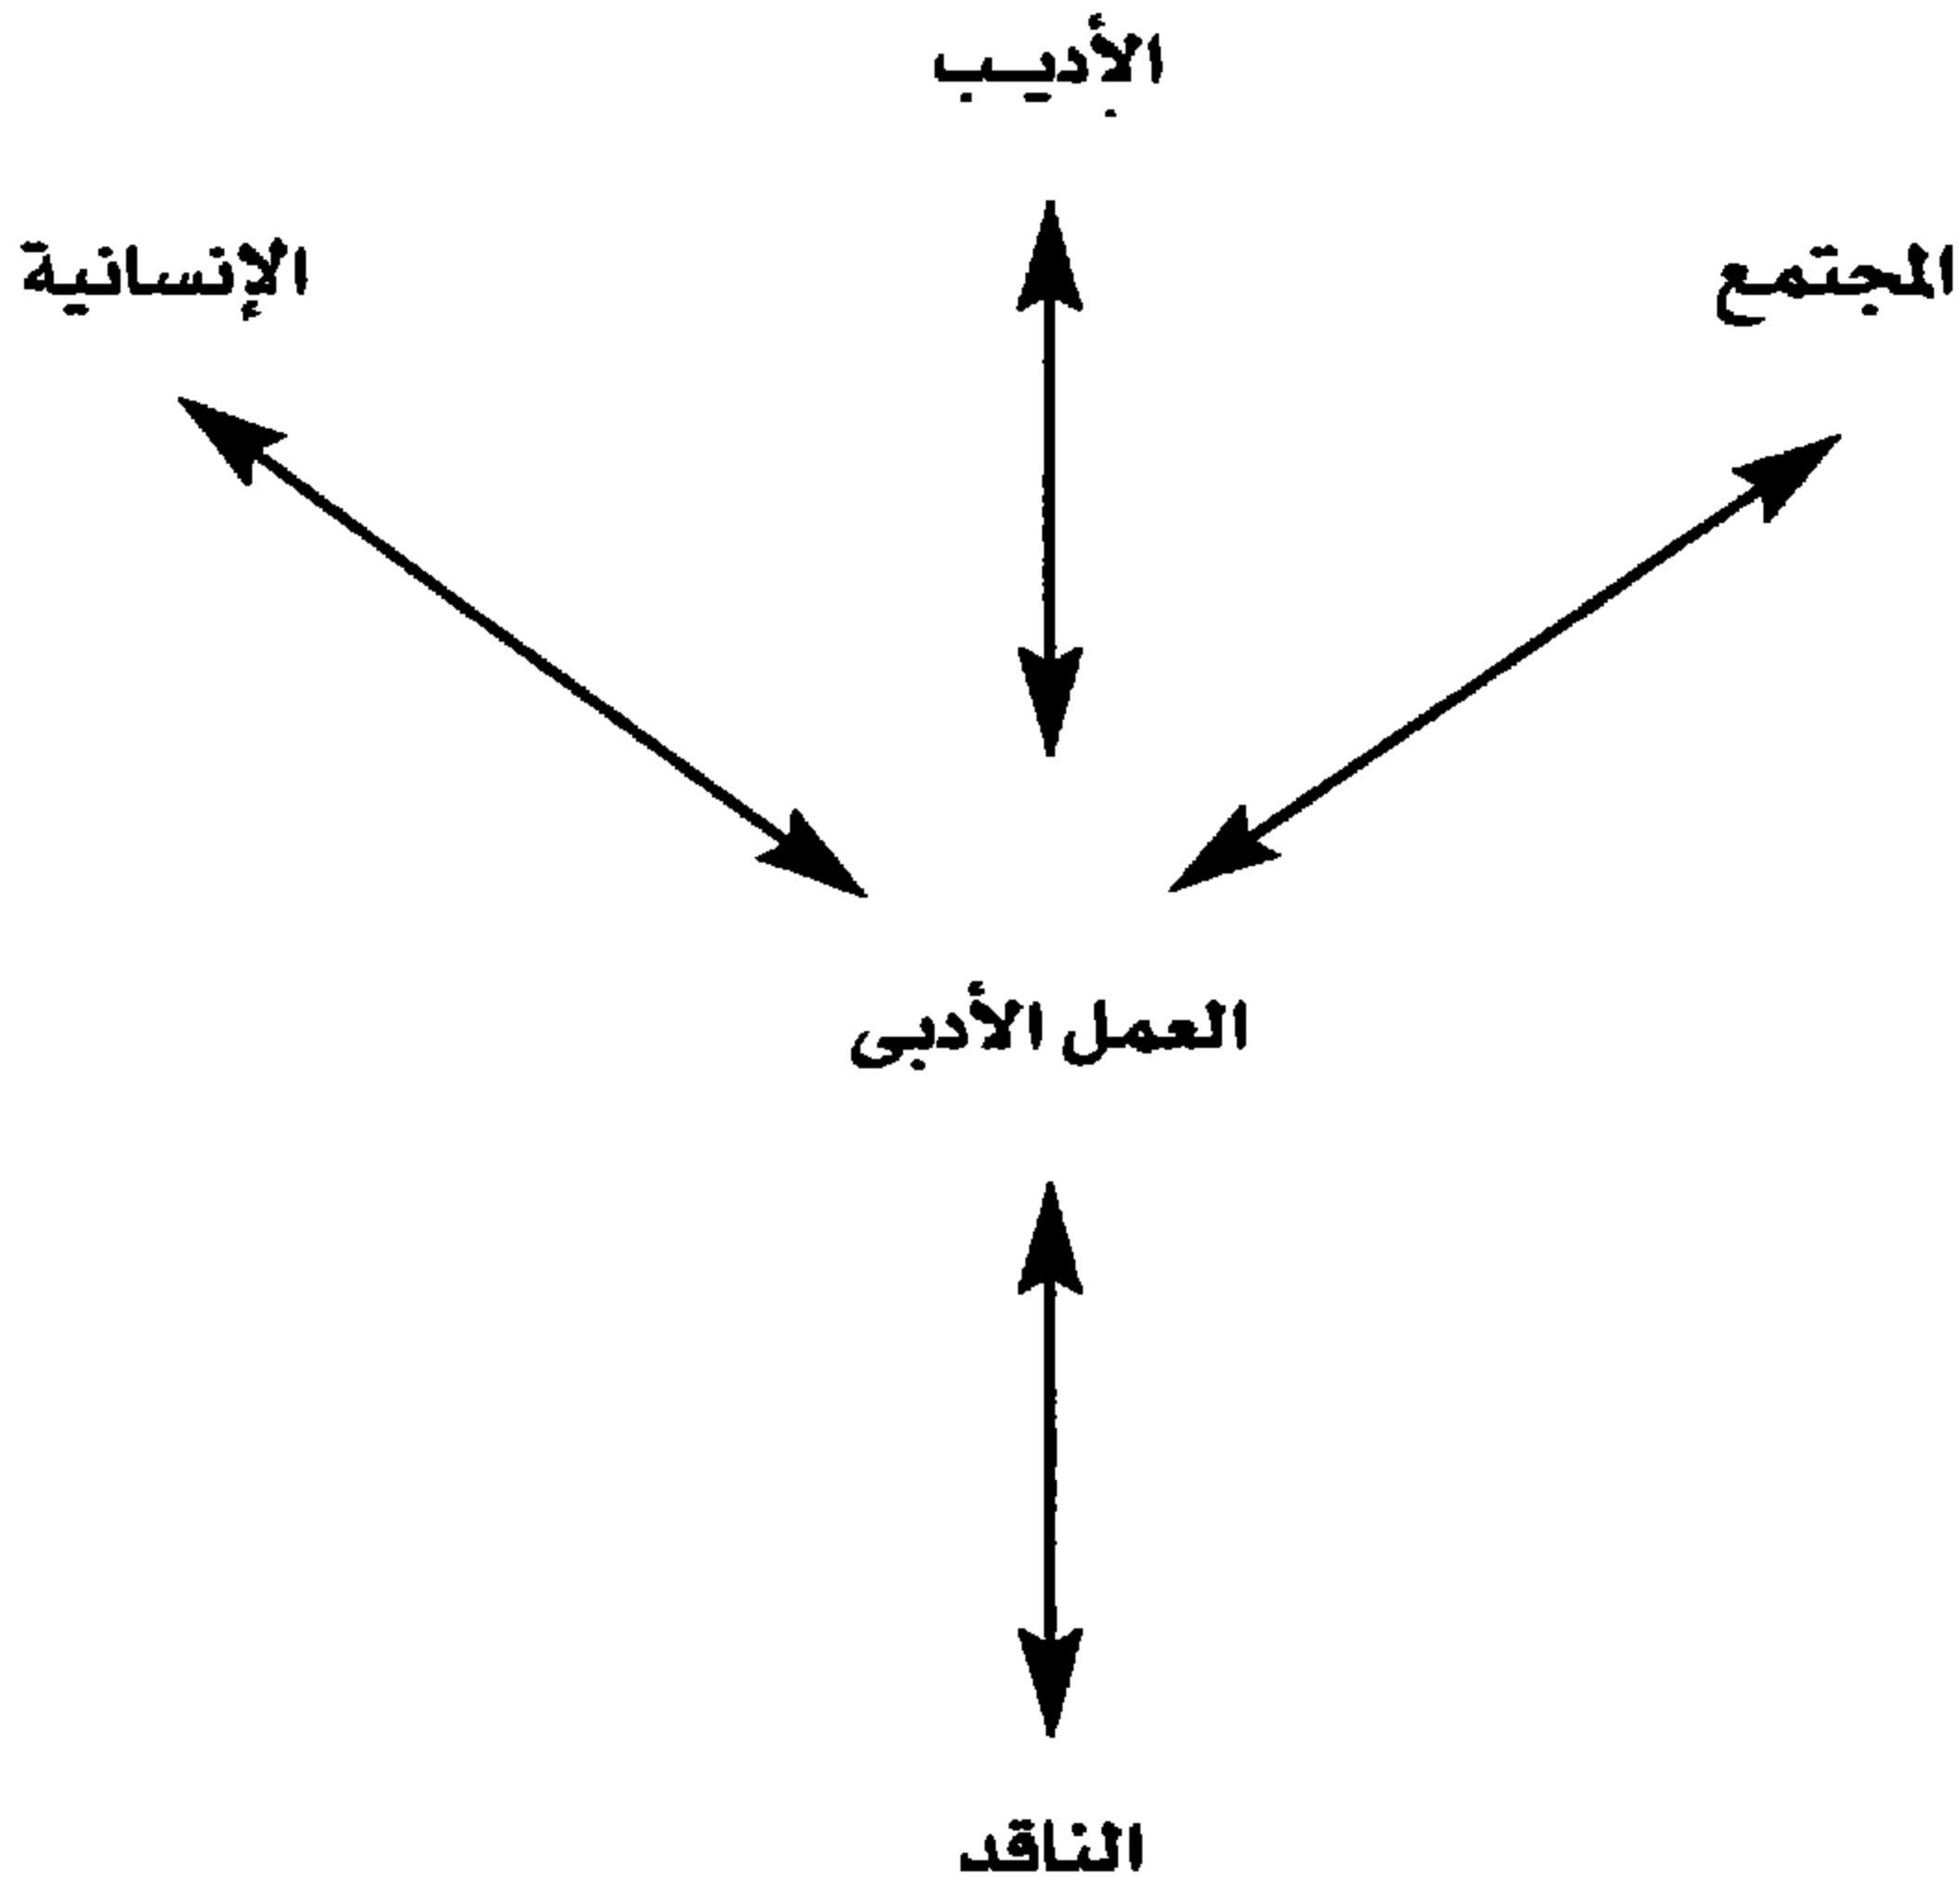 الأديب
المجتمع
الإنسانية
العمل الأدبى
الناقد